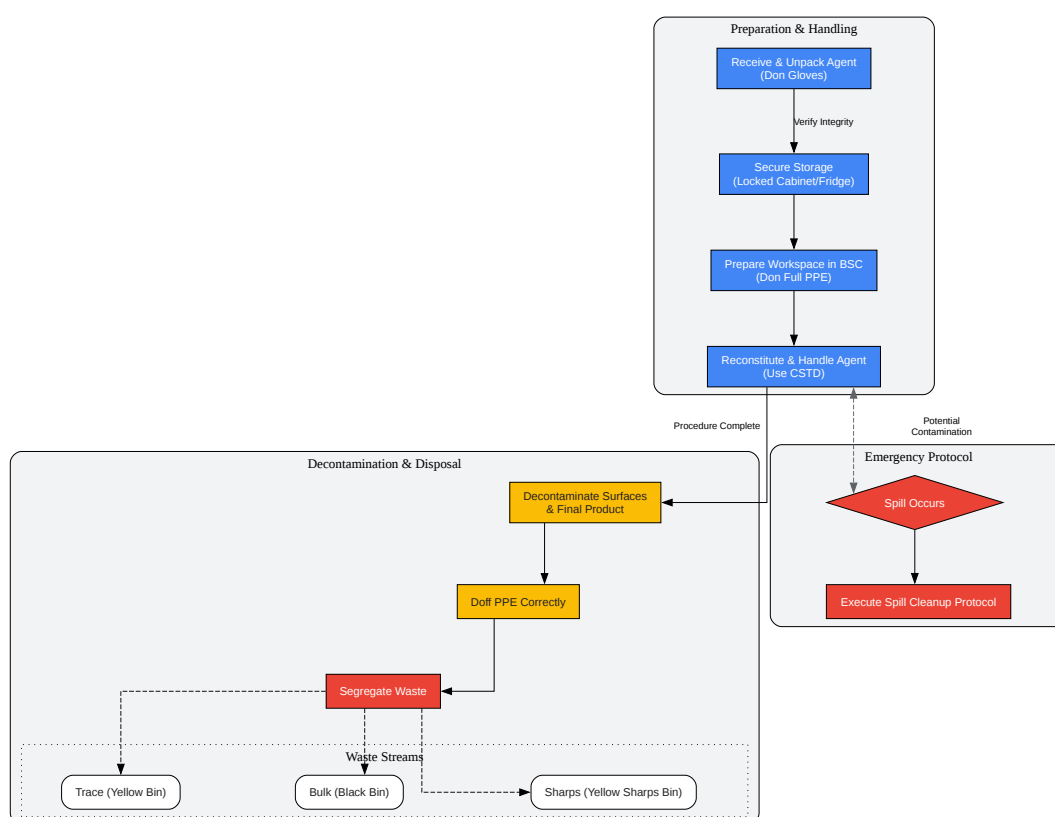 Preparation & Handling
Receive & Unpack Agent
(Don Gloves)
Verify Integrity
Secure Storage
(Locked Cabinet/Fridge)
Prepare Workspace in BSC
(Don Full PPE)
Reconstitute & Handle Agent
(Use CSTD)
Procedure Complete
Potential
Contamination
Decontamination & Disposal
Emergency Protocol
Decontaminate Surfaces
& Final Product
Spill Occurs
Doff PPE Correctly
Execute Spill Cleanup Protocol
Segregate Waste
Waste Streams
Trace (Yellow Bin)
Bulk (Black Bin)
Sharps (Yellow Sharps Bin)